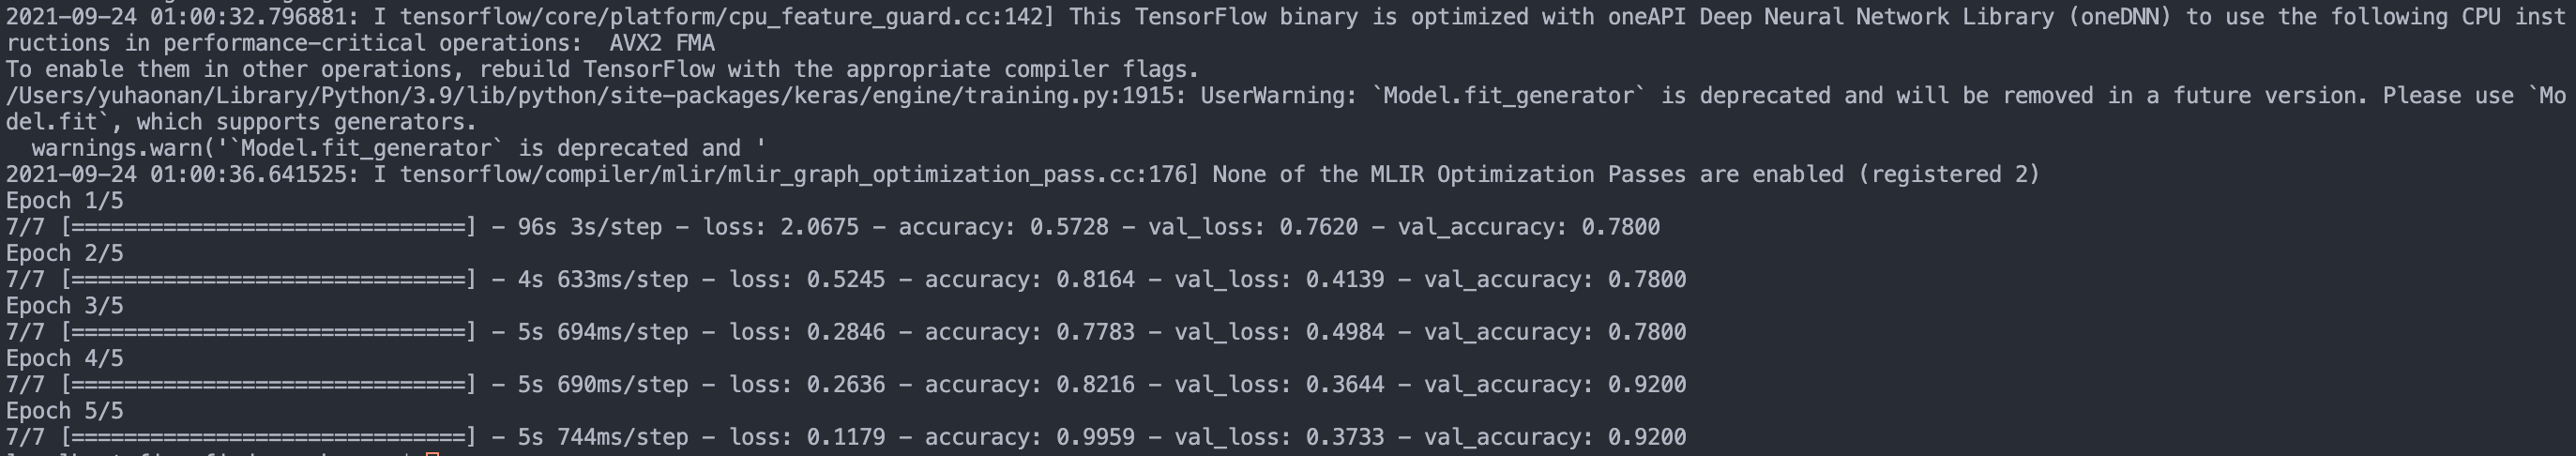 2021-09-24 01:00:32.796881: I tensorflow/core/platform/cpu_feature_guard.cc:142] This TensorFlow binary is optimized with oneAPI Deep Neural Network Library (oneDNN) to use the following CPU inst
ructions in performance-critical operations:  AVX2 FMA
To enable them in other operations, rebuild TensorFlow with the appropriate compiler flags.
/Users/yuhaonan/Library/Python/3.9/lib/python/site-packages/keras/engine/training.py:1915: UserWarning: `Model.fit_generator` is deprecated and will be removed in a future version. Please use `Mo
del.fit`, which supports generators.
  warnings.warn('`Model.fit_generator` is deprecated and '
2021-09-24 01:00:36.641525: I tensorflow/compiler/mlir/mlir_graph_optimization_pass.cc:176] None of the MLIR Optimization Passes are enabled (registered 2)
Epoch 1/5
7/7 [==============================] - 96s 3s/step - loss: 2.0675 - accuracy: 0.5728 - val_loss: 0.7620 - val_accuracy: 0.7800
Epoch 2/5
7/7 [==============================] - 4s 633ms/step - loss: 0.5245 - accuracy: 0.8164 - val_loss: 0.4139 - val_accuracy: 0.7800
Epoch 3/5
7/7 [==============================] - 5s 694ms/step - loss: 0.2846 - accuracy: 0.7783 - val_loss: 0.4984 - val_accuracy: 0.7800
Epoch 4/5
7/7 [==============================] - 5s 690ms/step - loss: 0.2636 - accuracy: 0.8216 - val_loss: 0.3644 - val_accuracy: 0.9200
Epoch 5/5
7/7 [==============================] - 5s 744ms/step - loss: 0.1179 - accuracy: 0.9959 - val_loss: 0.3733 - val_accuracy: 0.9200